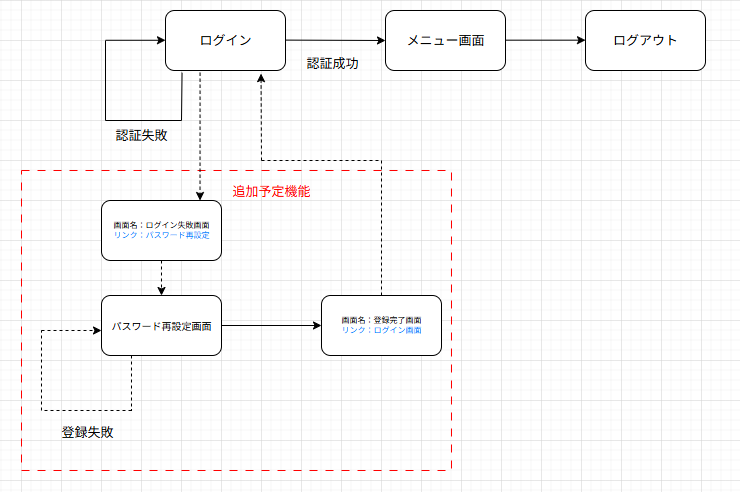 ログイン
メニュー画面
ログアウト
認証成功
認証失敗
追加予定機能
画面名：ログイン失敗画面
リンク：パスワード再設定
パスワード再設定画面
画面名：登録完了画面
リンク：ログイン画面
登録失敗